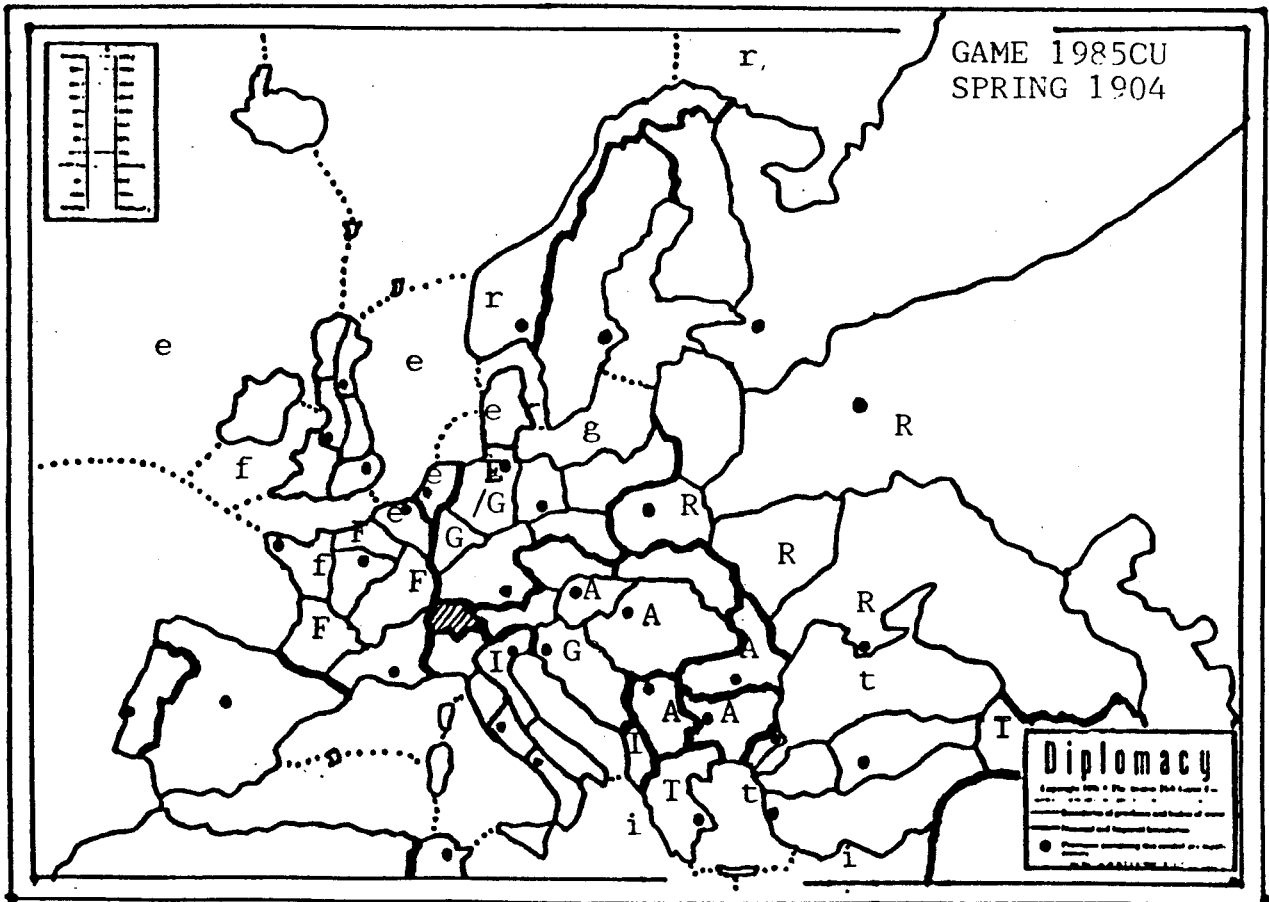 GAME 1985CU
SPRING 1904
r
r
e
e
e
r
g
R
f
e
E
/G
R
e
F
G
f
F
R
A
R
A
F
G
A
I
t
A
A
I
T
T
t
i
i
Diplomacy